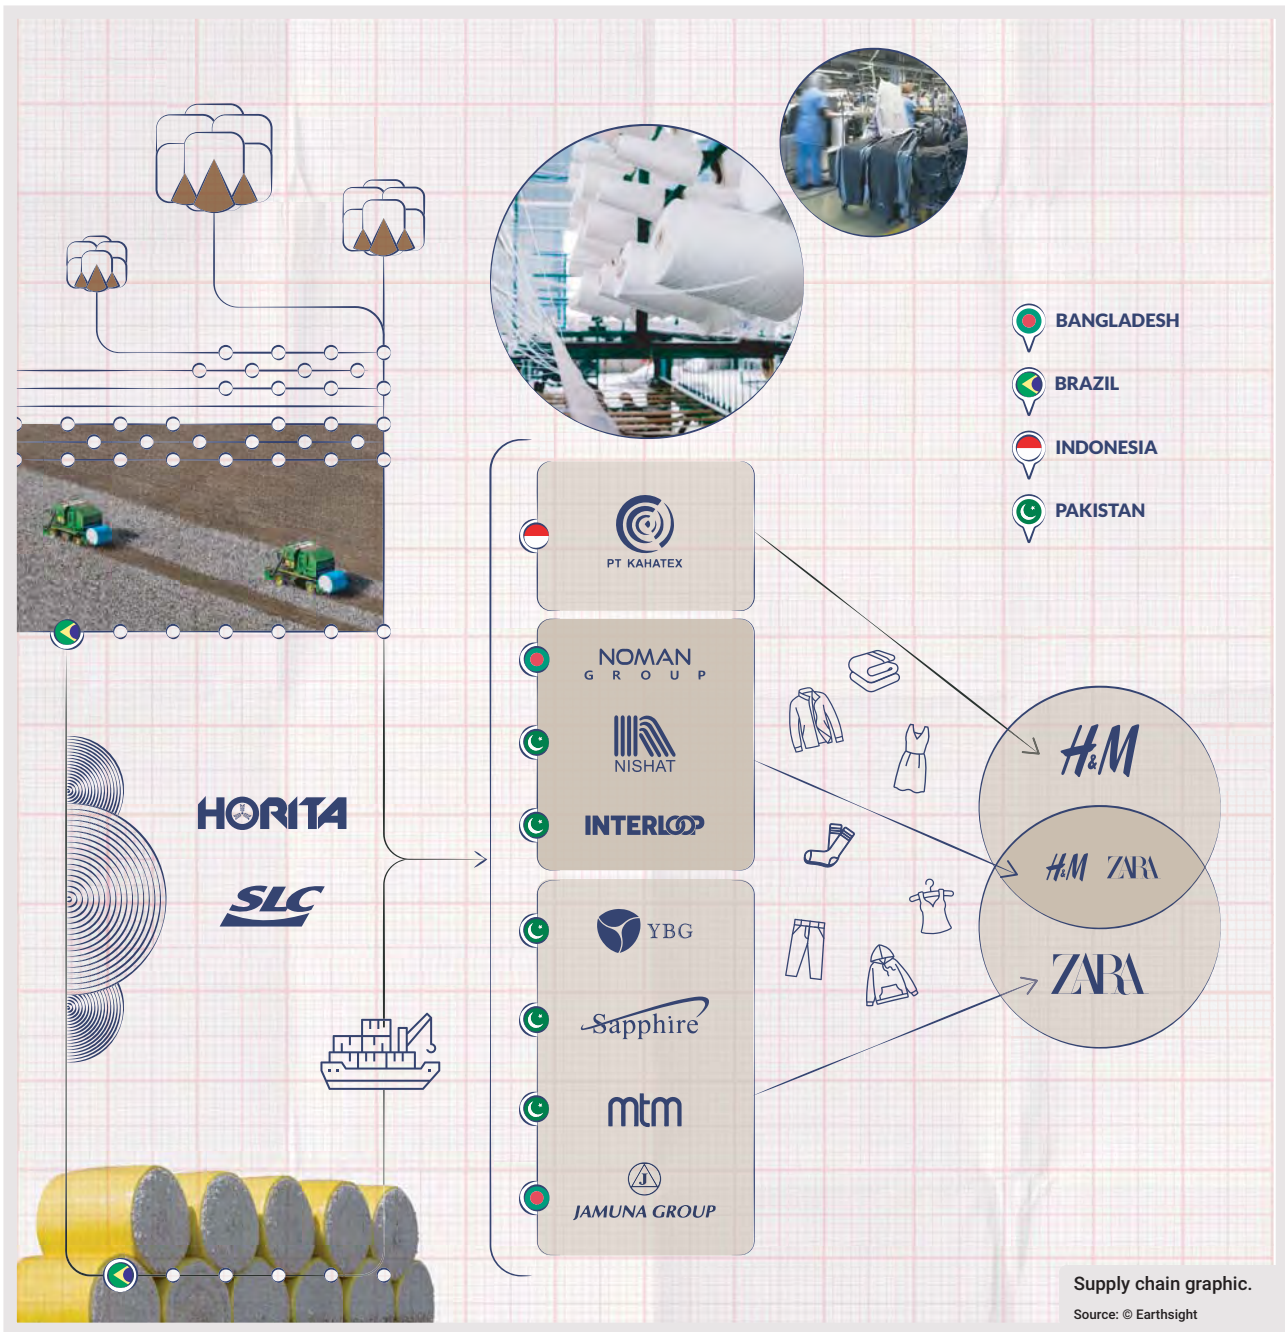 BANGLADESH
BRAZIL
INDONESIA
PAKISTAN
PT KAHATEX
NOMAN
GROUP
NISHAT
INTERLOOP
YBG
Sapphire
mtm
J
JAMUNA GROUP
HORITA
SLC
H&M
H&M ZARA
ZARA
Supply chain graphic.
Source: © Earthsight